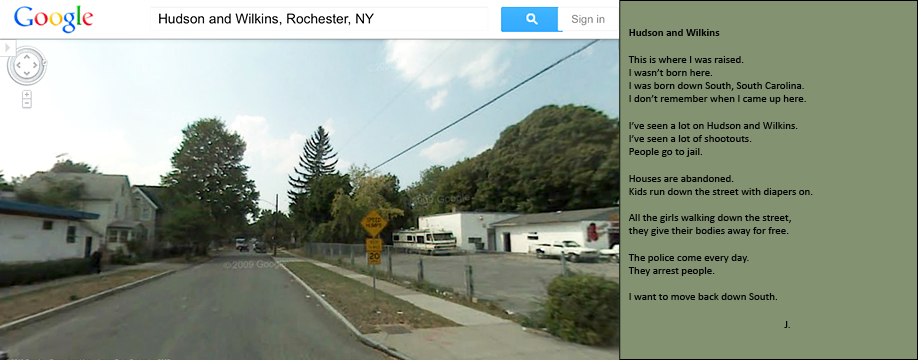 Google
Hudson and Wilkins, Rochester, NY
Sign in
SPEED
HUMPS
20
© 2009 Google
Hudson and Wilkins
This is where I was raised.
I wasn't born here.
I was born down South, South Carolina.
I don't remember when I came up here.
I've seen a lot on Hudson and Wilkins.
I've seen a lot of shootouts.
People go to jail.
Houses are abandoned.
Kids run down the street with diapers on.
All the girls walking down the street,
they give their bodies away for free.
The police come every day.
They arrest people.
I want to move back down South.
J.